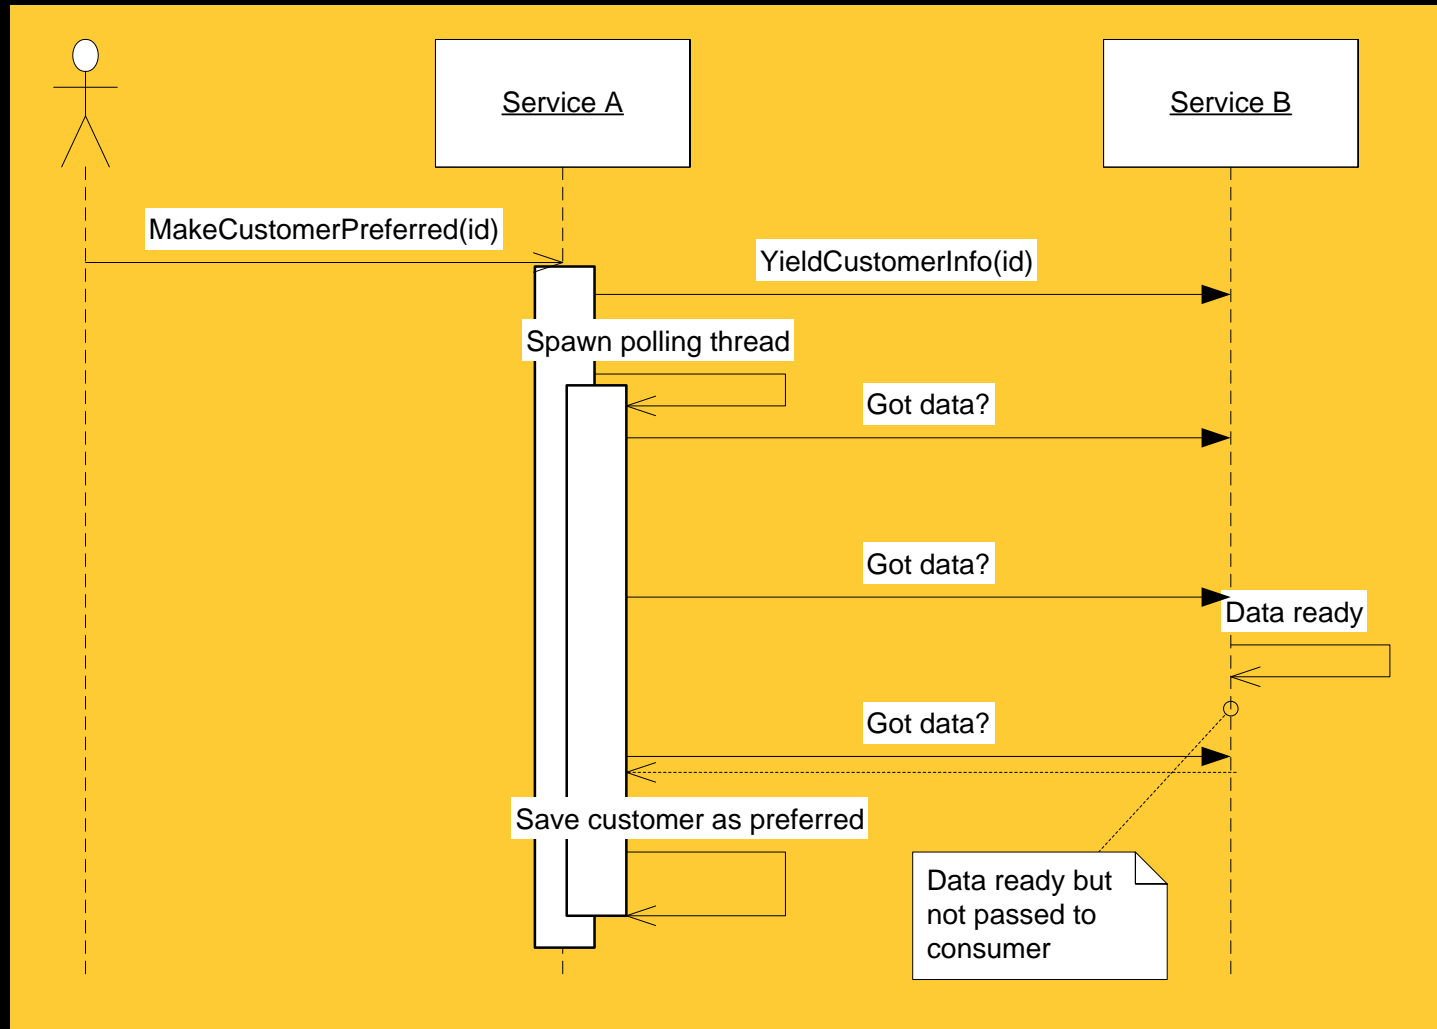 Service A
Service B
MakeCustomerPreferred(id)
YieldCustomerInfo(id)
Spawn polling thread
Got data?
Got data?
Data ready
Got data?
Save customer as preferred
Data ready but
not passed to
consumer